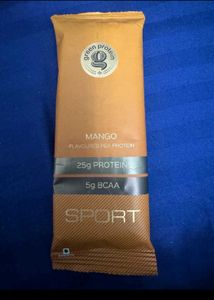 green protein
g
MANGO
FLAVOURED PEA PROTEIN
25g PROTEIN
5g BCAA
SPORT